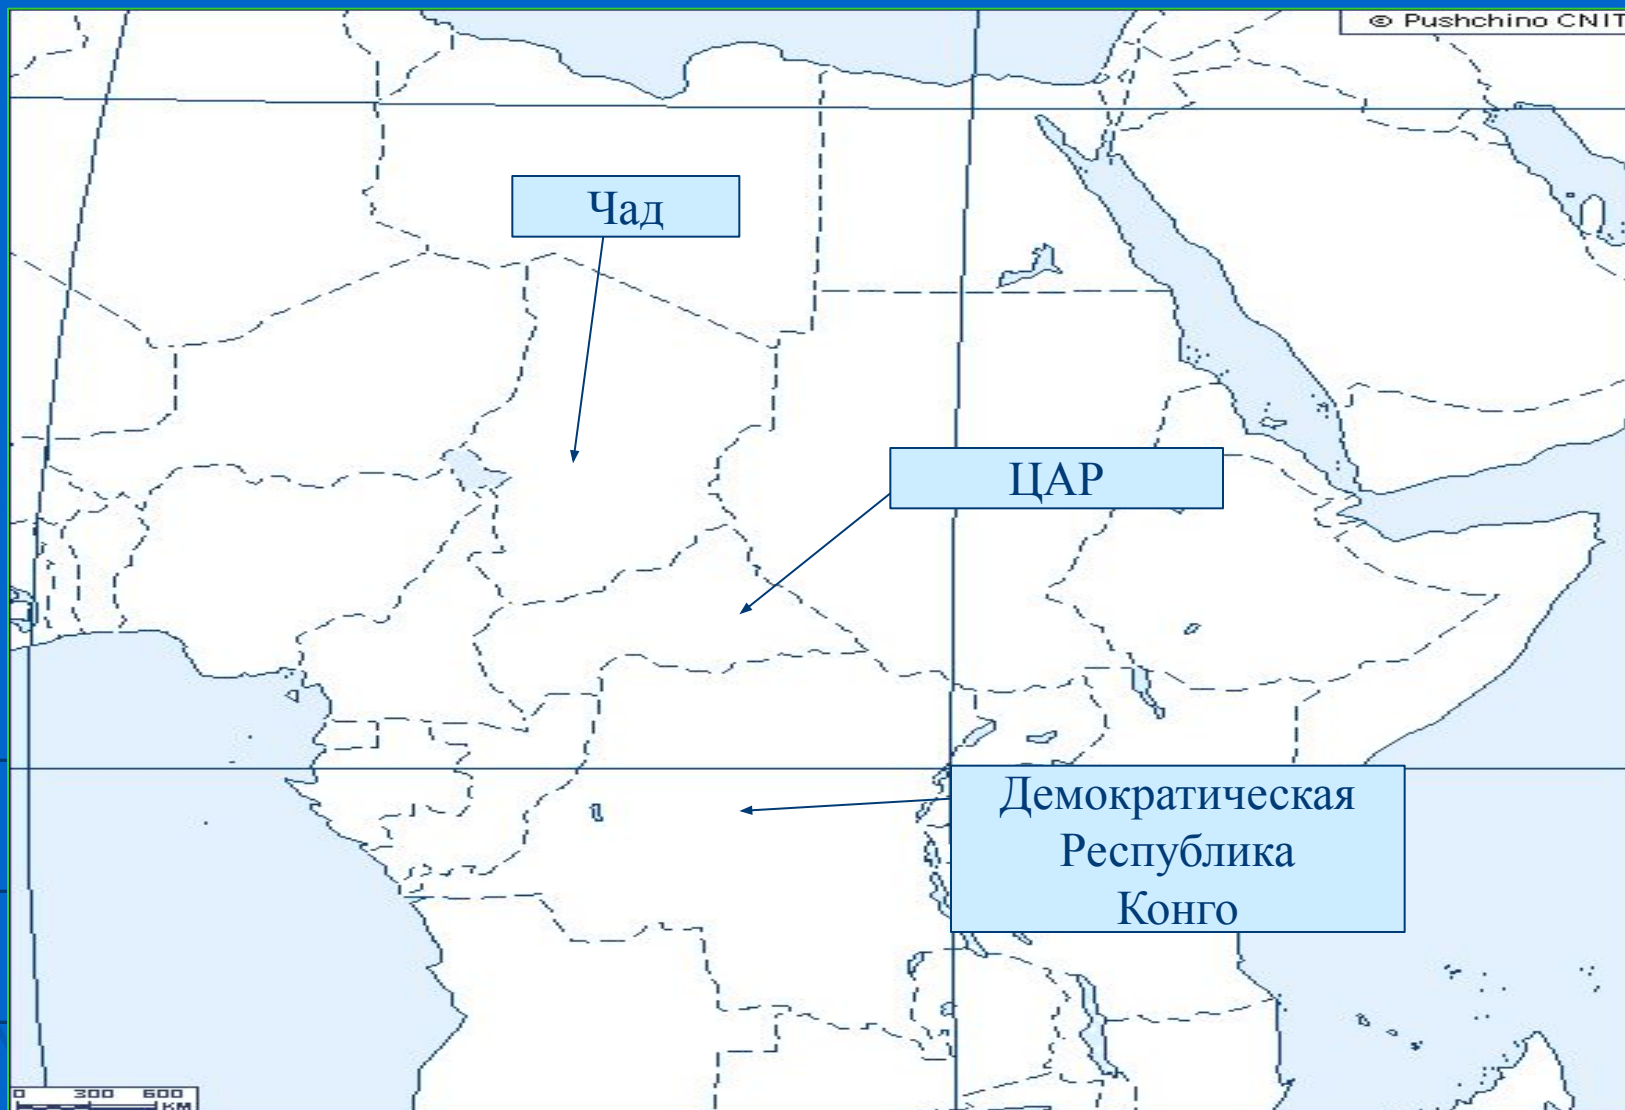 © Pushchino CNIT
Чад
ЦАР
Демократическая
Республика
Конго
0 300 600
KM